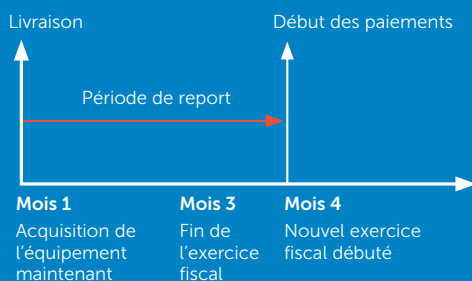 Livraison
Début des paiements
Période de report
Mois 1
Acquisition de
l'équipement
maintenant
Mois 3
Fin de
l'exercice
fiscal
Mois 4
Nouvel exercice
fiscal débuté